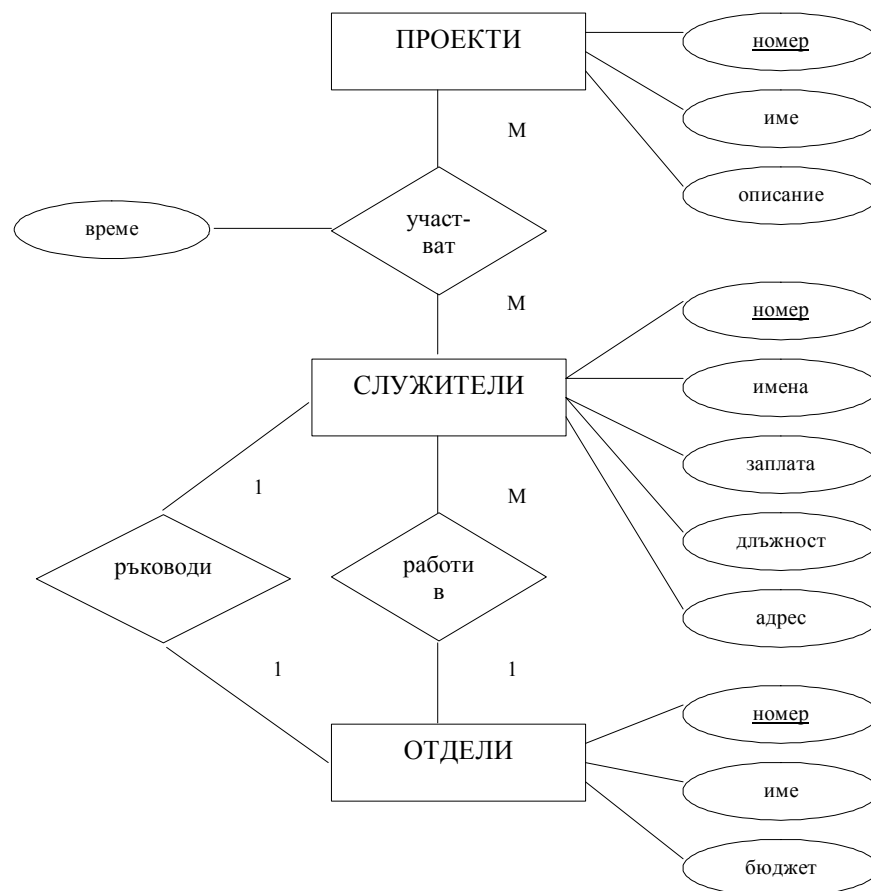 ПРОЕКТИ
номер
име
описание
М
участ-
ват
време
М
СЛУЖИТЕЛИ
номер
имена
заплата
длъжност
адрес
1
М
ръководи
работи
в
1
1
ОТДЕЛИ
номер
име
бюджет